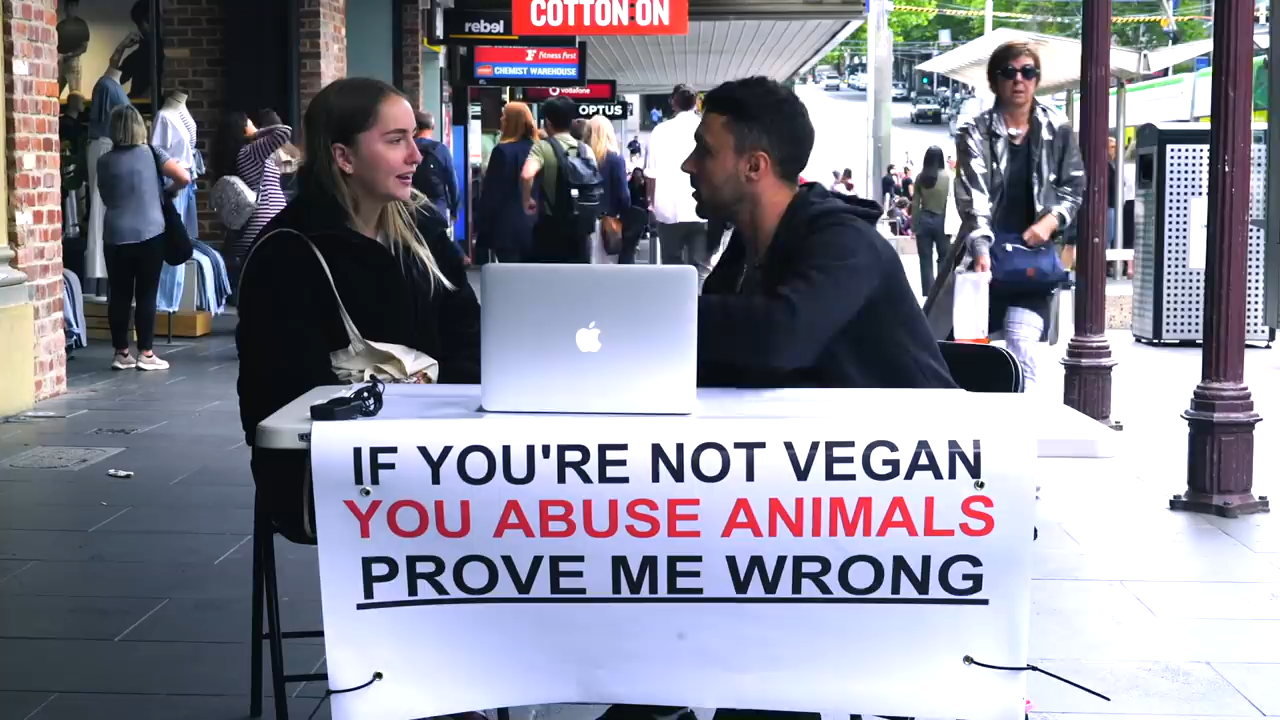 COTTON:ON
rebel
Fitness First
CHEMIST WAREHOUSE
vodafone
OPTUS
IF YOU'RE NOT VEGAN
YOU ABUSE ANIMALS
PROVE ME WRONG